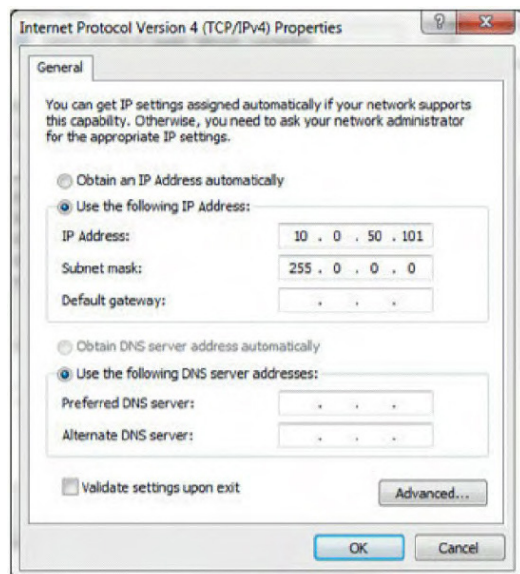 Internet Protocol Version 4 (TCP/IPv4) Properties
General
You can get IP settings assigned automatically if your network supports
this capability. Otherwise, you need to ask your network administrator
for the appropriate IP settings.
Obtain an IP Address automatically
Use the following IP Address:
IP Address: 10 . 0 . 50 . 101
Subnet mask: 255 . 0 . 0 . 0
Default gateway: . . .
Obtain DNS server address automatically
Use the following DNS server addresses:
Preferred DNS server: . . .
Alternate DNS server: . . .
Validate settings upon exit
Advanced...
OK Cancel